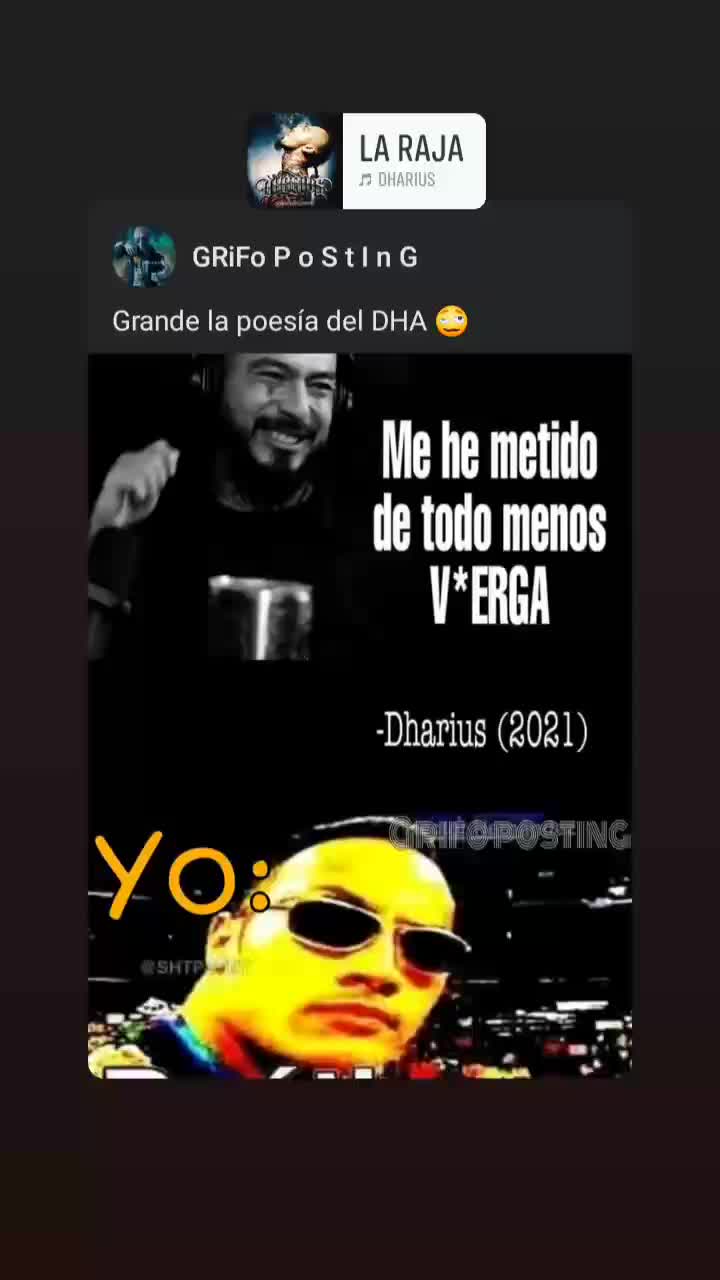 LA RAJA
DHARIUS
GRiFo P o S t I n G
Grande la poesía del DHA 🙄
Me he metido
de todo menos
V*ERGA
-Dharius (2021)
GRIFOPOSTING
Yo: